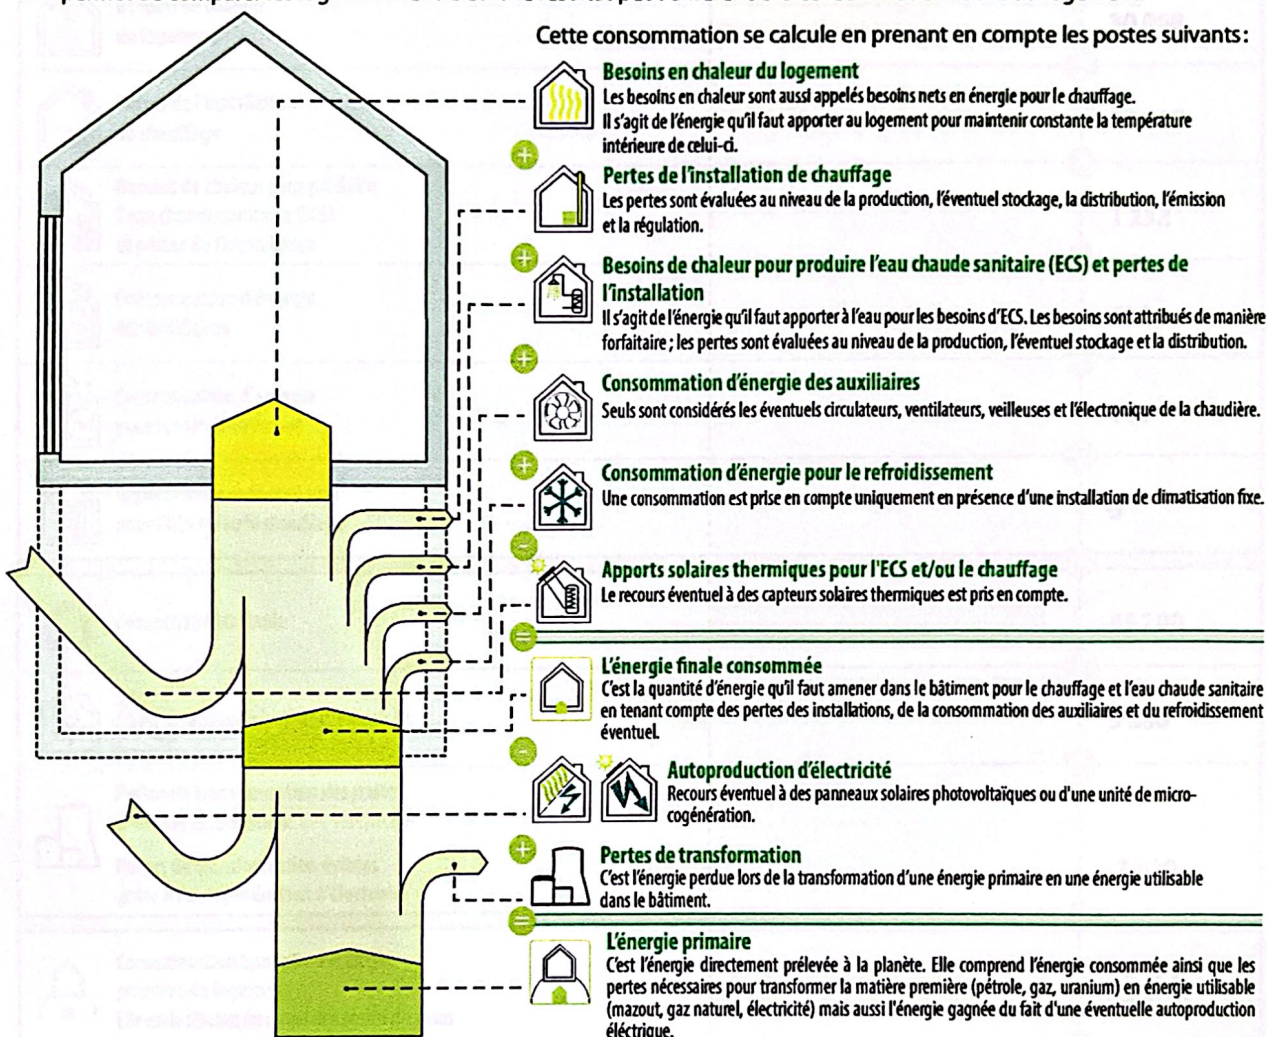 Cette consommation se calcule en prenant en compte les postes suivants :
Besoins en chaleur du logement
Les besoins en chaleur sont aussi appelés besoins nets en énergie pour le chauffage.
Il s'agit de l'énergie qu'il faut apporter au logement pour maintenir constante la température
intérieure de celui-ci.
+
Pertes de l'installation de chauffage
Les pertes sont évaluées au niveau de la production, l'éventuel stockage, la distribution, l'émission
et la régulation.
+
Besoins de chaleur pour produire l'eau chaude sanitaire (ECS) et pertes de
l'installation
Il s'agit de l'énergie qu'il faut apporter à l'eau pour les besoins d'ECS. Les besoins sont attribués de manière
forfaitaire ; les pertes sont évaluées au niveau de la production, l'éventuel stockage et la distribution.
+
Consommation d'énergie des auxiliaires
Seuls sont considérés les éventuels circulateurs, ventilateurs, veilleuses et l'électronique de la chaudière.
+
Consommation d'énergie pour le refroidissement
Une consommation est prise en compte uniquement en présence d'une installation de climatisation fixe.
-
Apports solaires thermiques pour l'ECS et/ou le chauffage
Le recours éventuel à des capteurs solaires thermiques est pris en compte.
=
L'énergie finale consommée
C'est la quantité d'énergie qu'il faut amener dans le bâtiment pour le chauffage et l'eau chaude sanitaire
en tenant compte des pertes des installations, de la consommation des auxiliaires et du refroidissement
éventuel.
-
Autoproduction d'électricité
Recours éventuel à des panneaux solaires photovoltaïques ou d'une unité de micro-
cogénération.
+
Pertes de transformation
C'est l'énergie perdue lors de la transformation d'une énergie primaire en une énergie utilisable
dans le bâtiment.
=
L'énergie primaire
C'est l'énergie directement prélevée à la planète. Elle comprend l'énergie consommée ainsi que les
pertes nécessaires pour transformer la matière première (pétrole, gaz, uranium) en énergie utilisable
(mazout, gaz naturel, électricité) mais aussi l'énergie gagnée du fait d'une éventuelle autoproduction
éléctrique.